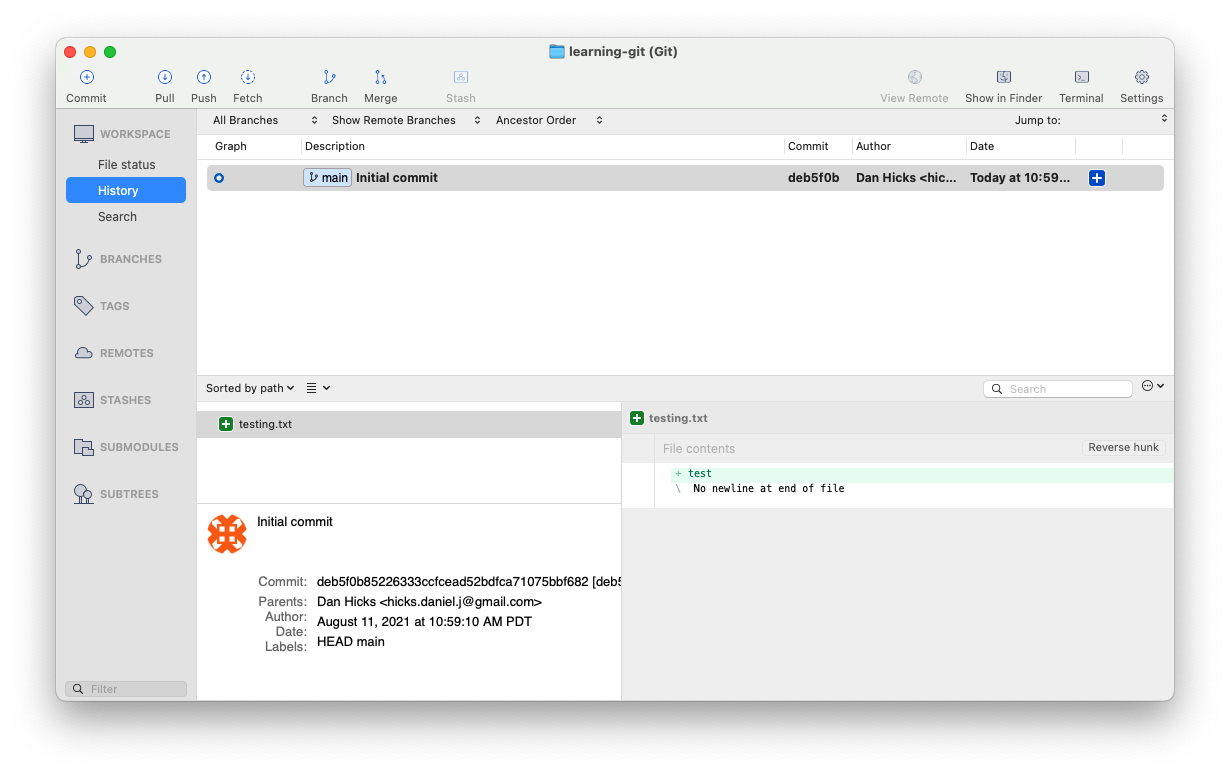 learning-git (Git)
Commit Pull Push Fetch Branch Merge Stash View Remote Show in Finder Terminal Settings
WORKSPACE
File status
History
Search
BRANCHES
TAGS
REMOTES
STASHES
SUBMODULES
SUBTREES
Filter
All Branches Show Remote Branches Ancestor Order Jump to:
Graph Description Commit Author Date
main Initial commit deb5f0b Dan Hicks <hic... Today at 10:59...
Sorted by path Search
testing.txt
Initial commit
Commit: deb5f0b85226333ccfcead52bdfca71075bbf682 [deb5
Parents: Dan Hicks <hicks.daniel.j@gmail.com>
Author: August 11, 2021 at 10:59:10 AM PDT
Date:
Labels: HEAD main
testing.txt
File contents Reverse hunk
+ test
\ No newline at end of file